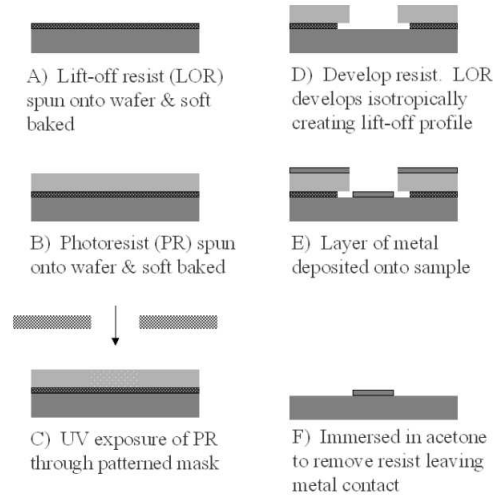 A) Lift-off resist (LOR)
spun onto wafer & soft
baked
B) Photoresist (PR) spun
onto wafer & soft baked
C) UV exposure of PR
through patterned mask
D) Develop resist. LOR
develops isotropically
creating lift-off profile
E) Layer of metal
deposited onto sample
F) Immersed in acetone
to remove resist leaving
metal contact